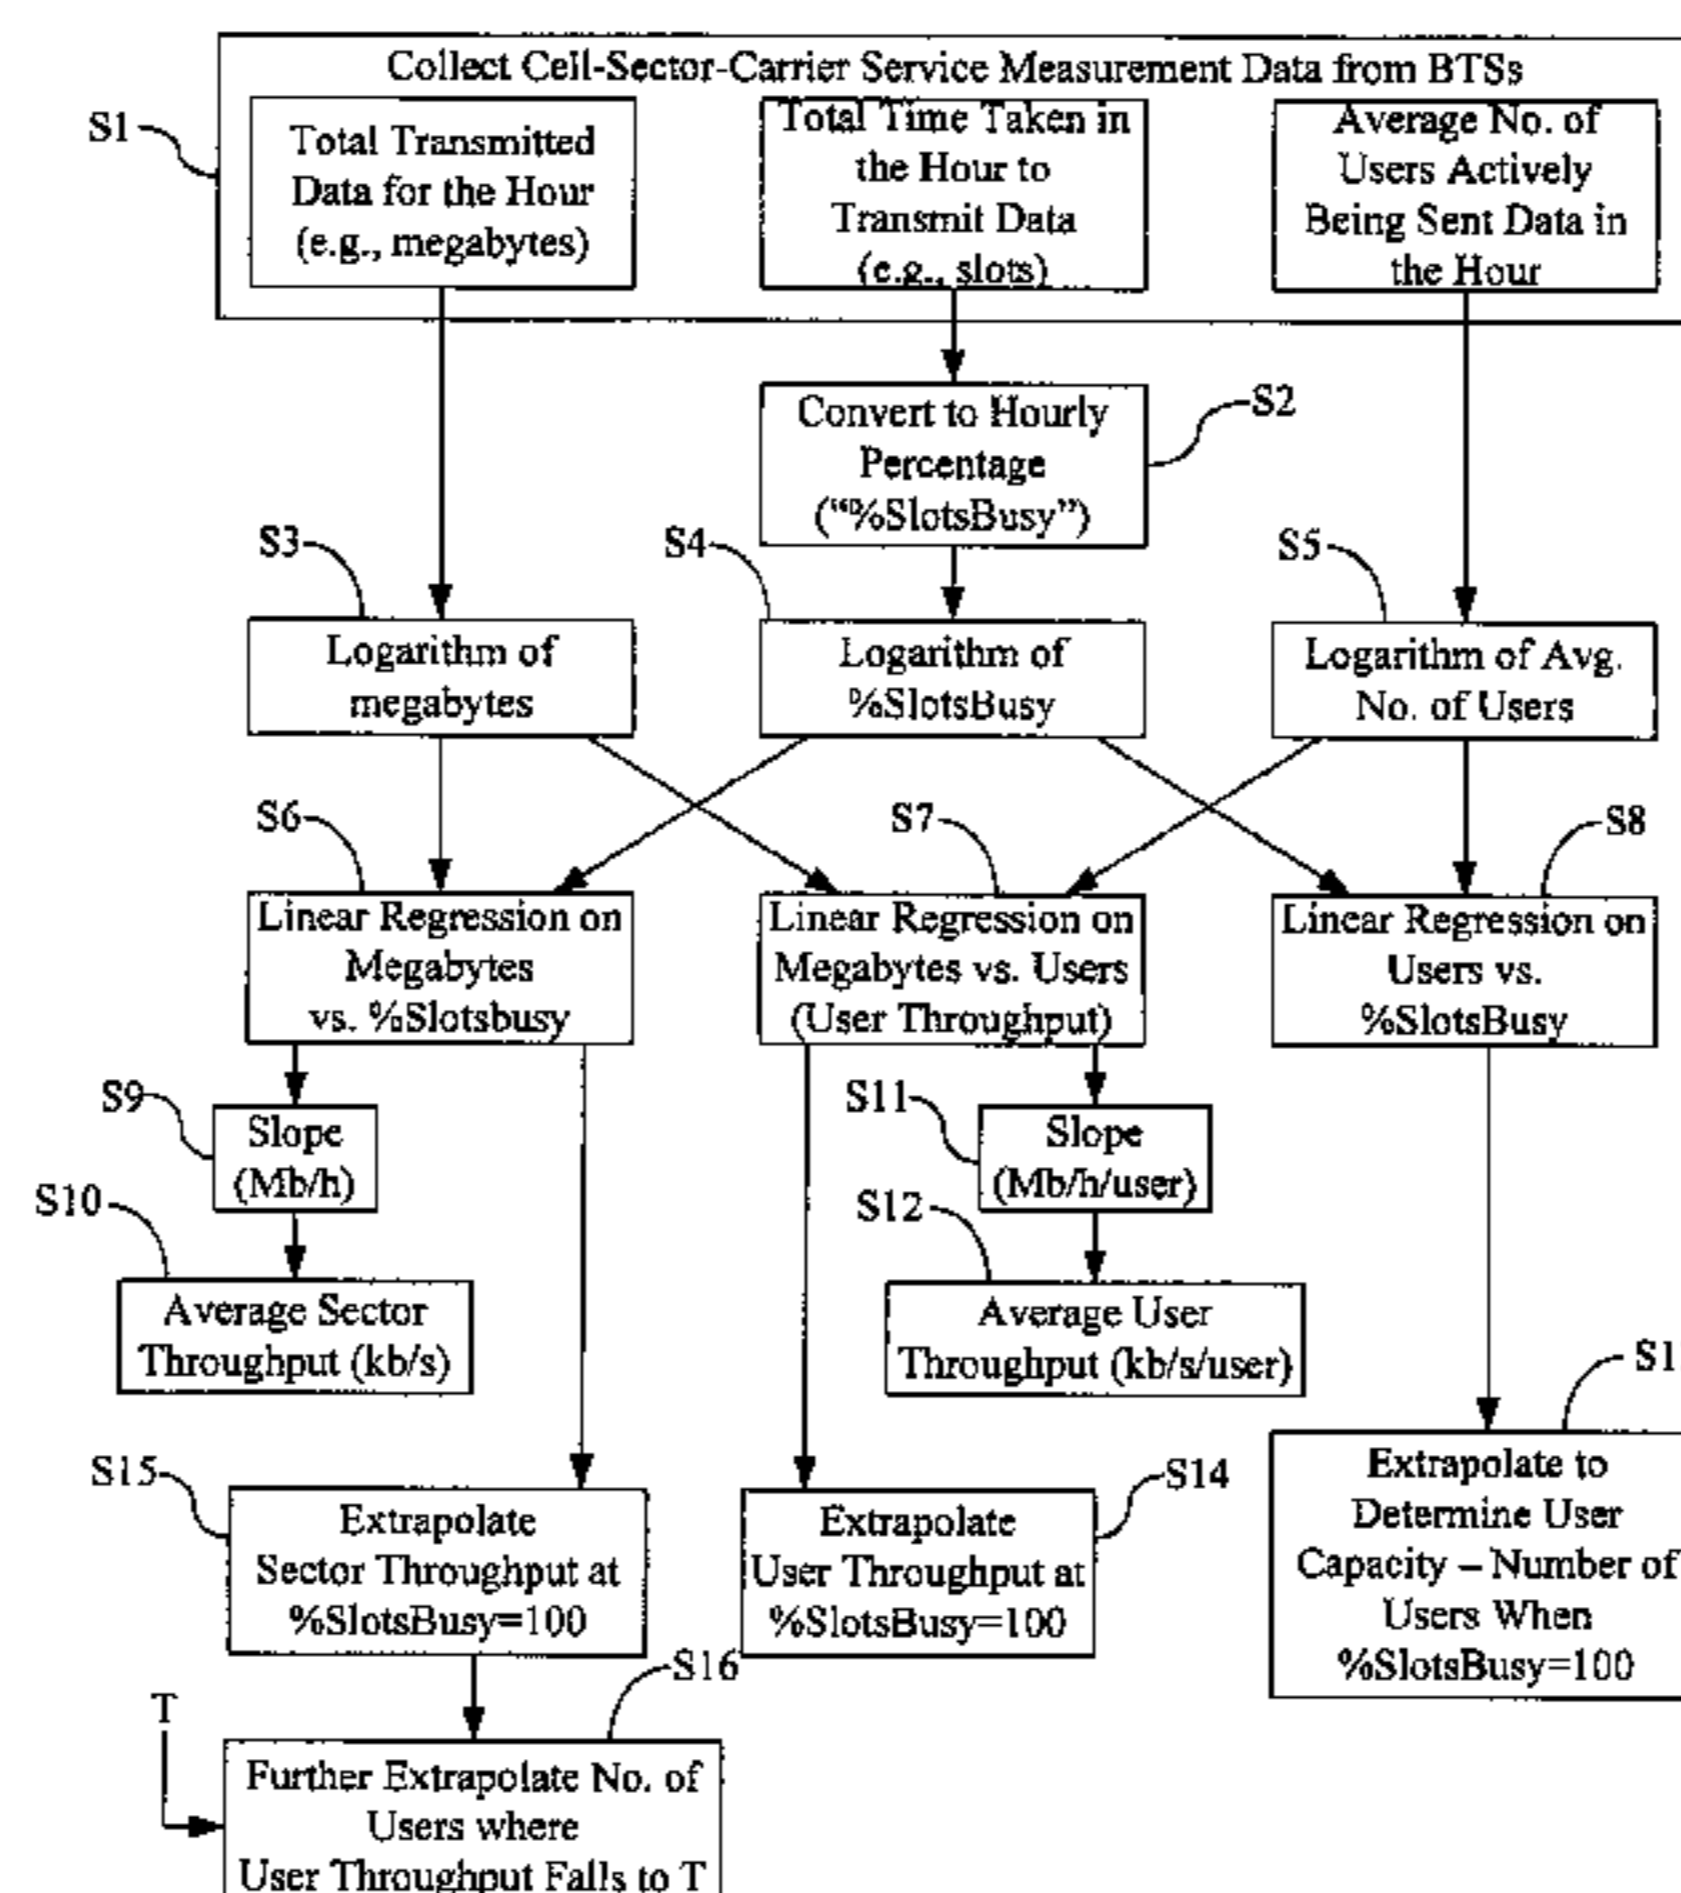 Collect Cell-Sector-Carrier Service Measurement Data from BTSs
S1
Total Transmitted
Data for the Hour
(e.g., megabytes)
Total Time Taken in
the Hour to
Transmit Data
(e.g., slots)
Average No. of
Users Actively
Being Sent Data in
the Hour
Convert to Hourly
Percentage
(“%SlotsBusy”)
S2
S3
Logarithm of
megabytes
S4
Logarithm of
%SlotsBusy
S5
Logarithm of Avg.
No. of Users
S6
Linear Regression on
Megabytes
vs. %Slotsbusy
S7
Linear Regression on
Megabytes vs. Users
(User Throughput)
S8
Linear Regression on
Users vs.
%SlotsBusy
S9
Slope
(Mb/h)
S11
Slope
(Mb/h/user)
S10
Average Sector
Throughput (kb/s)
S12
Average User
Throughput (kb/s/user)
S15
Extrapolate
Sector Throughput at
%SlotsBusy=100
S14
Extrapolate
User Throughput at
%SlotsBusy=100
Extrapolate to
Determine User
Capacity – Number of
Users When
%SlotsBusy=100
S16
T
Further Extrapolate No. of
Users where
User Throughput Falls to T